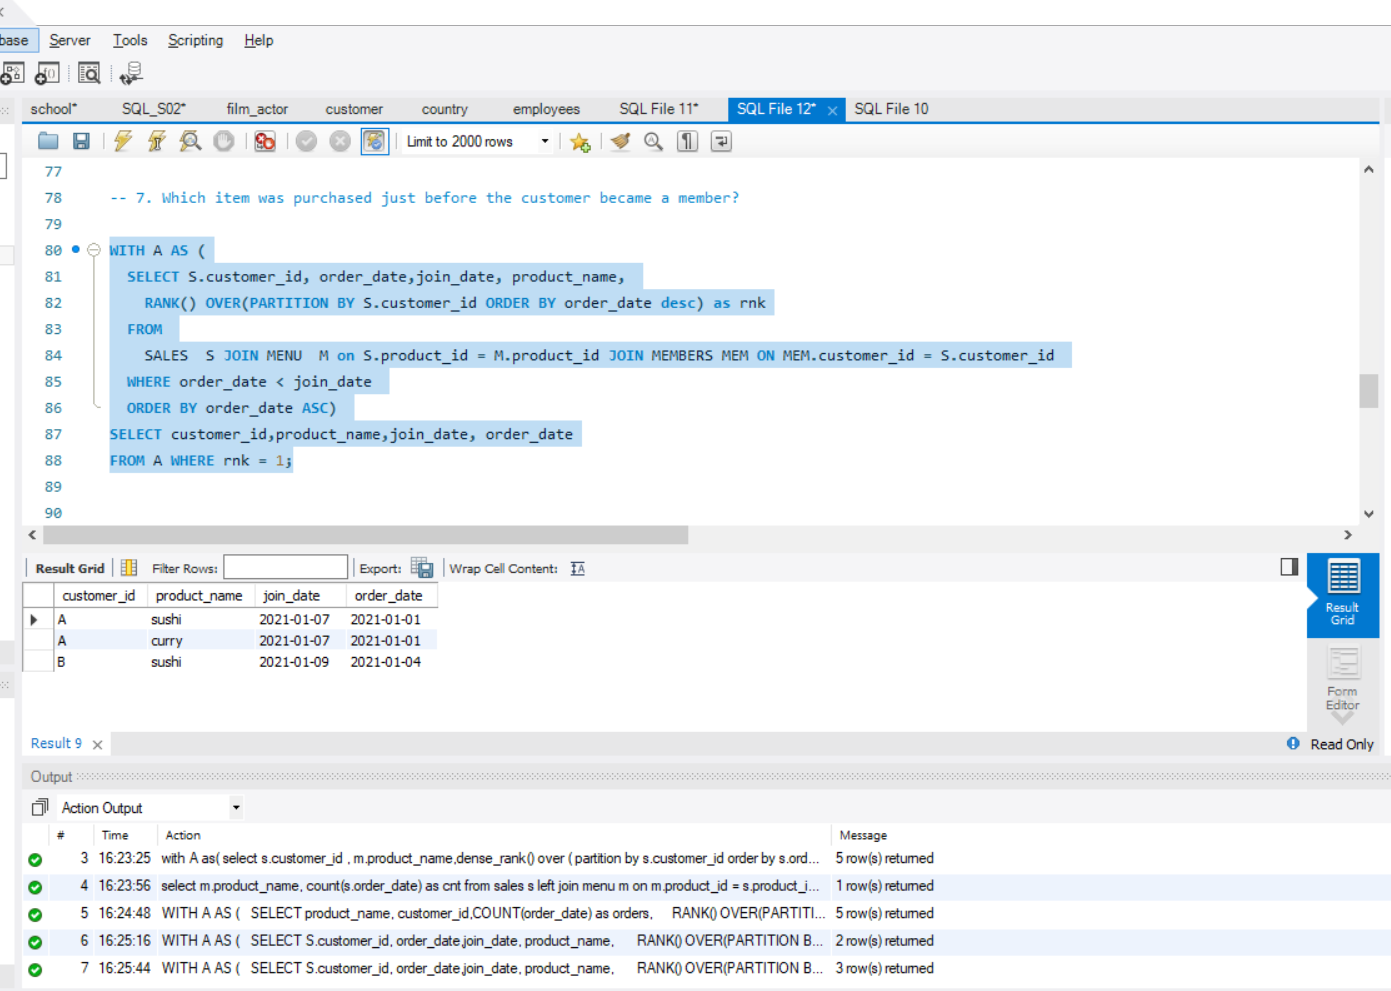 base Server Tools Scripting Help
school* SQL_S02* film_actor customer country employees SQL File 11* SQL File 12* SQL File 10
Limit to 2000 rows
77
78 -- 7. Which item was purchased just before the customer became a member?
79
80 WITH A AS (
81 SELECT S.customer_id, order_date,join_date, product_name,
82 RANK() OVER(PARTITION BY S.customer_id ORDER BY order_date desc) as rnk
83 FROM
84 SALES S JOIN MENU M on S.product_id = M.product_id JOIN MEMBERS MEM ON MEM.customer_id = S.customer_id
85 WHERE order_date < join_date
86 ORDER BY order_date ASC)
87 SELECT customer_id,product_name,join_date, order_date
88 FROM A WHERE rnk = 1;
89
90
Result Grid Filter Rows: Export: Wrap Cell Content:
customer_id product_name join_date order_date
A sushi 2021-01-07 2021-01-01
A curry 2021-01-07 2021-01-01
B sushi 2021-01-09 2021-01-04
Result
Grid
Form
Editor
Result 9 Read Only
Output
Action Output
# Time Action Message
3 16:23:25 with A as( select s.customer_id , m.product_name,dense_rank() over ( partition by s.customer_id order by s.ord... 5 row(s) returned
4 16:23:56 select m.product_name, count(s.order_date) as cnt from sales s left join menu m on m.product_id = s.product_i... 1 row(s) returned
5 16:24:48 WITH A AS ( SELECT product_name, customer_id,COUNT(order_date) as orders, RANK() OVER(PARTITI... 5 row(s) returned
6 16:25:16 WITH A AS ( SELECT S.customer_id, order_date,join_date, product_name, RANK() OVER(PARTITION B... 2 row(s) returned
7 16:25:44 WITH A AS ( SELECT S.customer_id, order_date,join_date, product_name, RANK() OVER(PARTITION B... 3 row(s) returned